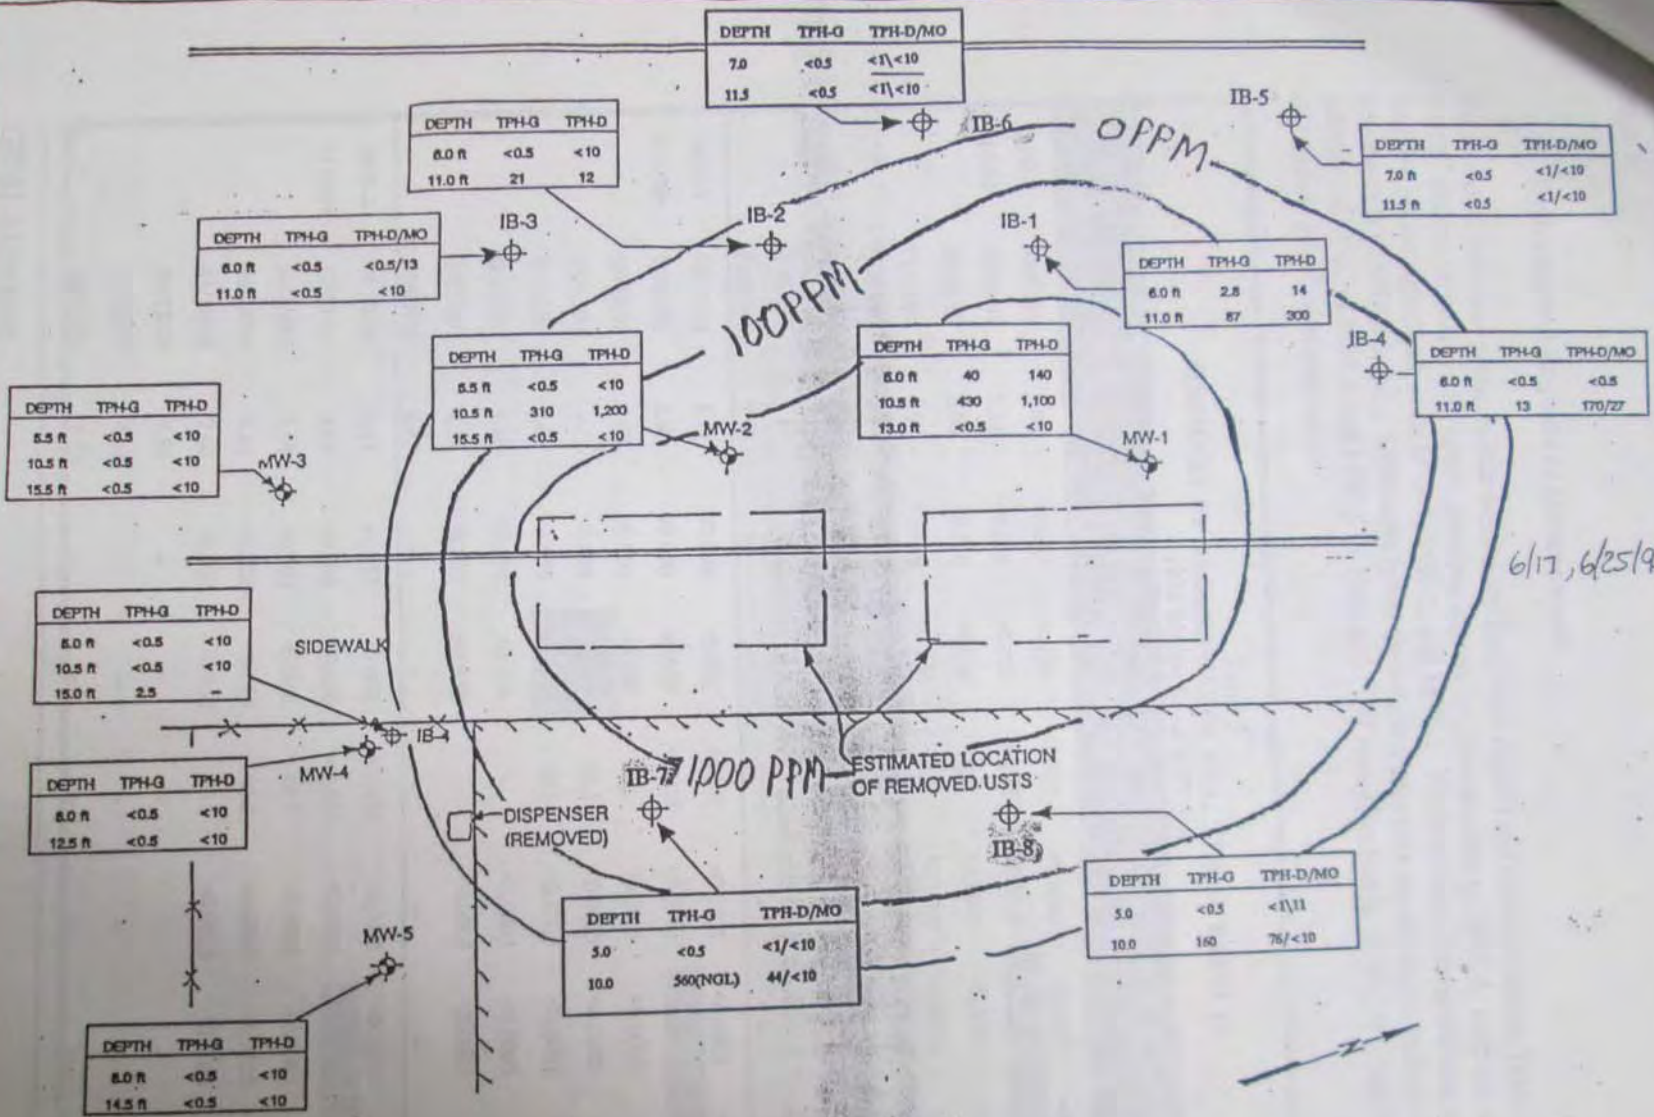 DEPTH TPH-G TPH-D/MO
7.0 <0.5 <1\<10
11.5 <0.5 <1\<10
IB-6
0PPM
IB-5
DEPTH TPH-G TPH-D/MO
7.0 ft <0.5 <1/<10
11.5 ft <0.5 <1/<10
DEPTH TPH-G TPH-D
6.0 ft <0.5 <10
11.0 ft 21 12
IB-2
IB-3
DEPTH TPH-G TPH-D/MO
6.0 ft <0.5 <0.5/13
11.0 ft <0.5 <10
IB-1
DEPTH TPH-G TPH-D
6.0 ft 2.8 14
11.0 ft 87 300
100PPM
DEPTH TPH-G TPH-D
5.5 ft <0.5 <10
10.5 ft 310 1,200
15.5 ft <0.5 <10
MW-2
DEPTH TPH-G TPH-D
6.0 ft 40 140
10.5 ft 430 1,100
13.0 ft <0.5 <10
MW-1
IB-4
DEPTH TPH-G TPH-D/MO
6.0 ft <0.5 <0.5
11.0 ft 13 170/27
DEPTH TPH-G TPH-D
5.5 ft <0.5 <10
10.5 ft <0.5 <10
15.5 ft <0.5 <10
MW-3
6/17, 6/25/9
DEPTH TPH-G TPH-D
6.0 ft <0.5 <10
10.5 ft <0.5 <10
15.0 ft 2.5 –
SIDEWALK
IB-4
MW-4
DEPTH TPH-G TPH-D
8.0 ft <0.5 <10
12.5 ft <0.5 <10
IB-7
1,000 PPM
ESTIMATED LOCATION
OF REMOVED USTS
DISPENSER
(REMOVED)
IB-8
DEPTH TPH-G TPH-D/MO
5.0 <0.5 <1/<10
10.0 560(NGL) 44/<10
DEPTH TPH-G TPH-D/MO
5.0 <0.5 <1\11
10.0 160 76/<10
MW-5
DEPTH TPH-G TPH-D
8.0 ft <0.5 <10
14.5 ft <0.5 <10
N